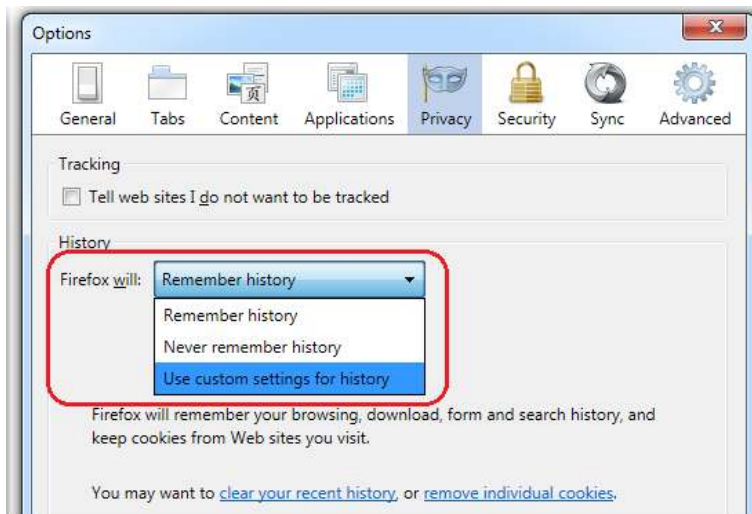 Options
General Tabs Content Applications Privacy Security Sync Advanced
Tracking
Tell web sites I do not want to be tracked
History
Firefox will: Remember history
Remember history
Never remember history
Use custom settings for history
Firefox will remember your browsing, download, form and search history, and
keep cookies from Web sites you visit.
You may want to clear your recent history, or remove individual cookies.